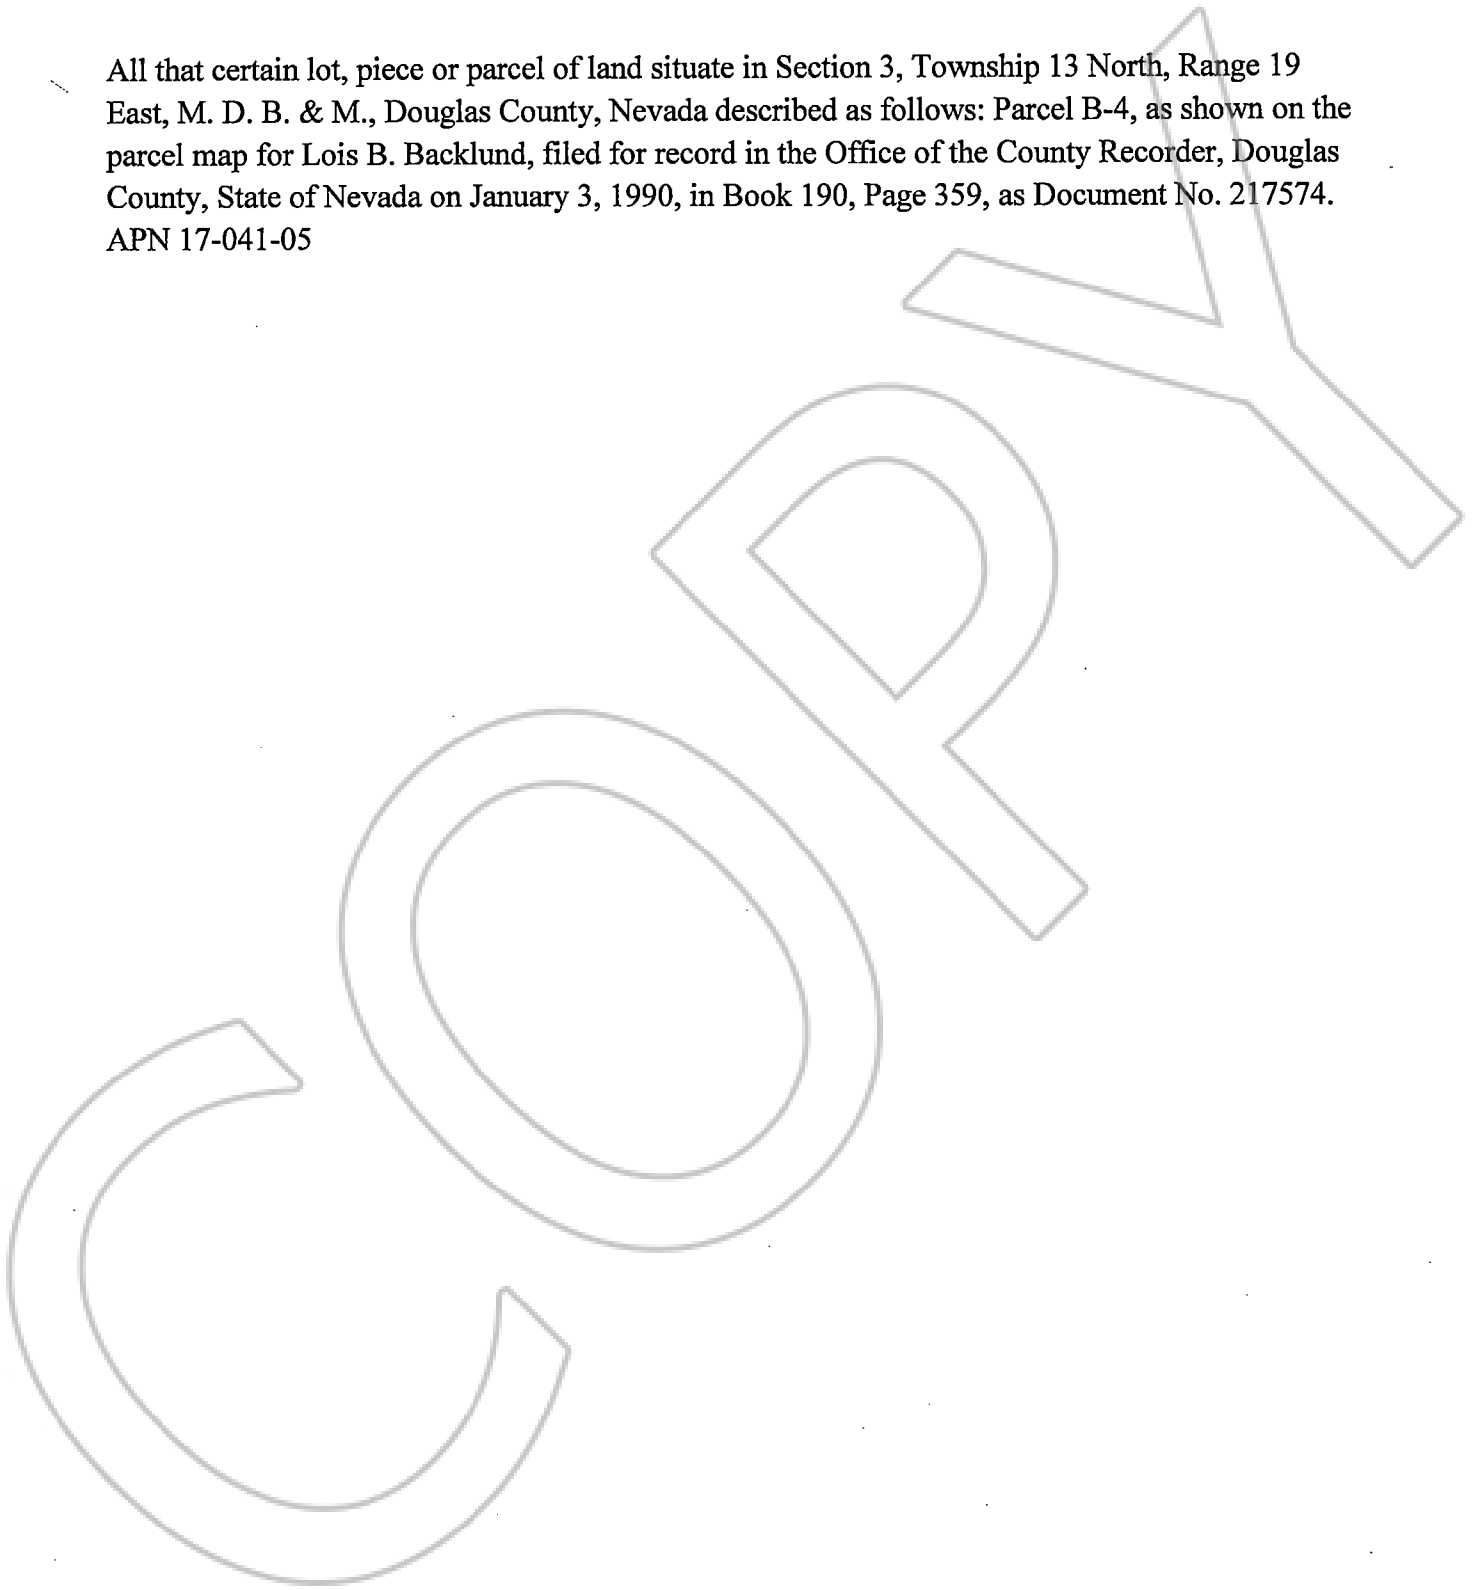 All that certain lot, piece or parcel of land situate in Section 3, Township 13 North, Range 19
East, M. D. B. & M., Douglas County, Nevada described as follows: Parcel B-4, as shown on the
parcel map for Lois B. Backlund, filed for record in the Office of the County Recorder, Douglas
County, State of Nevada on January 3, 1990, in Book 190, Page 359, as Document No. 217574.
APN 17-041-05
COPY